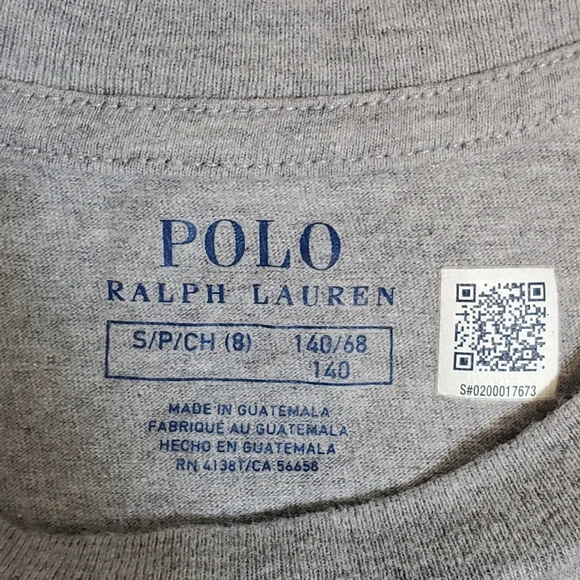 POLO
RALPH LAUREN
S/P/CH (8) 140/68
140
MADE IN GUATEMALA
FABRIQUÉ AU GUATEMALA
HECHO EN GUATEMALA
RN 41381/CA 56658
S#0200017673